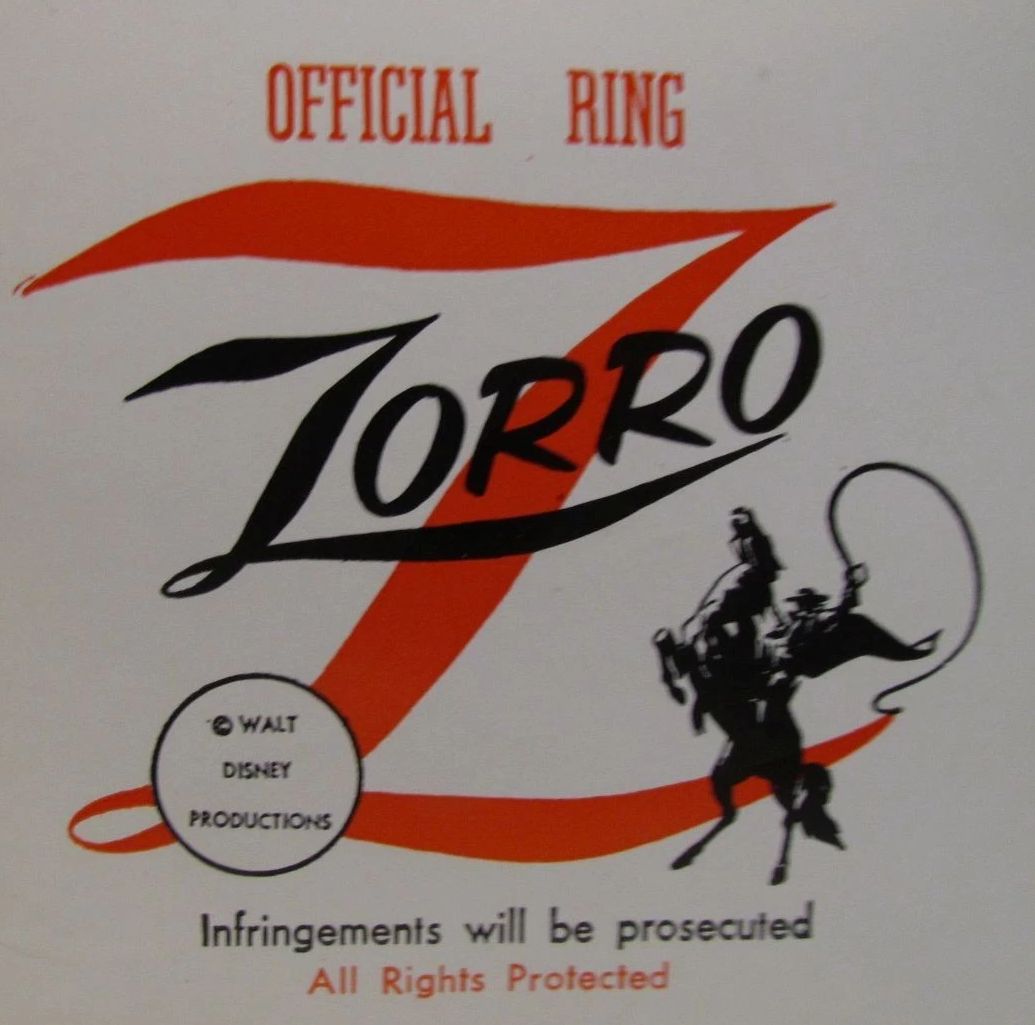 OFFICIAL RING
Z
ZORRO
© WALT
DISNEY
PRODUCTIONS
Infringements will be prosecuted
All Rights Protected